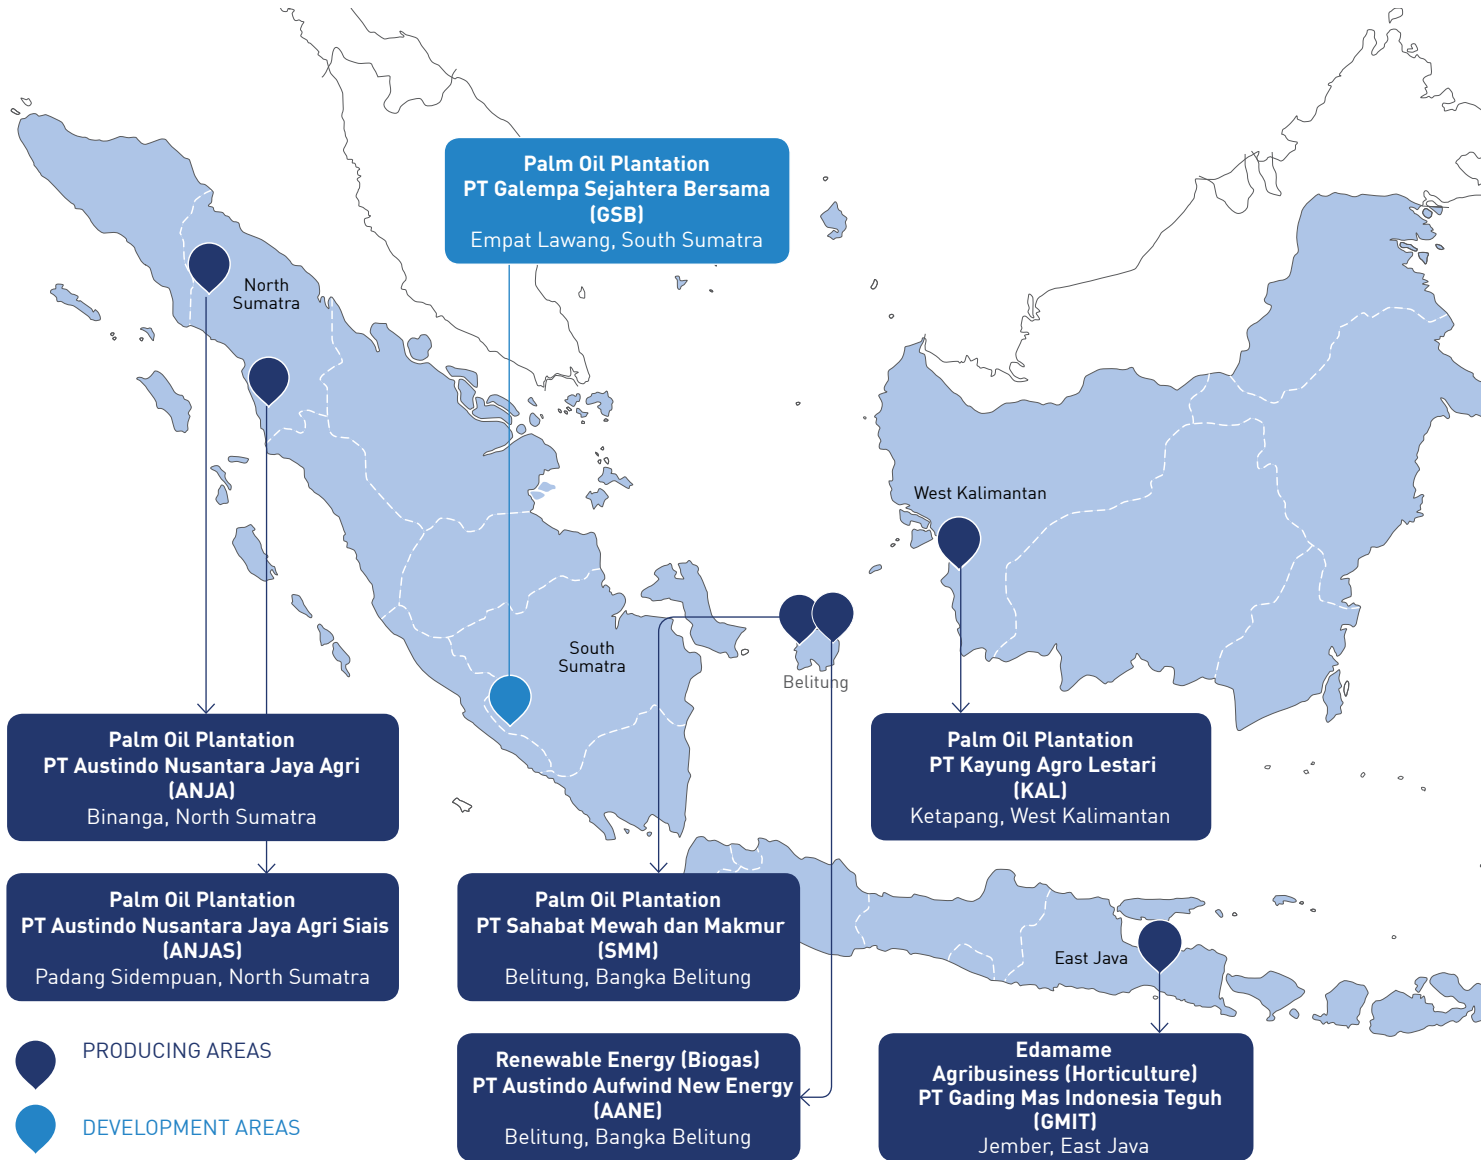 Palm Oil Plantation
PT Galempa Sejahtera Bersama
(GSB)
Empat Lawang, South Sumatra
North
Sumatra
West Kalimantan
South
Sumatra
Belitung
Palm Oil Plantation
PT Austindo Nusantara Jaya Agri
(ANJA)
Binanga, North Sumatra
Palm Oil Plantation
PT Kayung Agro Lestari
(KAL)
Ketapang, West Kalimantan
Palm Oil Plantation
PT Austindo Nusantara Jaya Agri Siais
(ANJAS)
Padang Sidempuan, North Sumatra
Palm Oil Plantation
PT Sahabat Mewah dan Makmur
(SMM)
Belitung, Bangka Belitung
East Java
PRODUCING AREAS
DEVELOPMENT AREAS
Renewable Energy (Biogas)
PT Austindo Aufwind New Energy
(AANE)
Belitung, Bangka Belitung
Edamame
Agribusiness (Horticulture)
PT Gading Mas Indonesia Teguh
(GMIT)
Jember, East Java